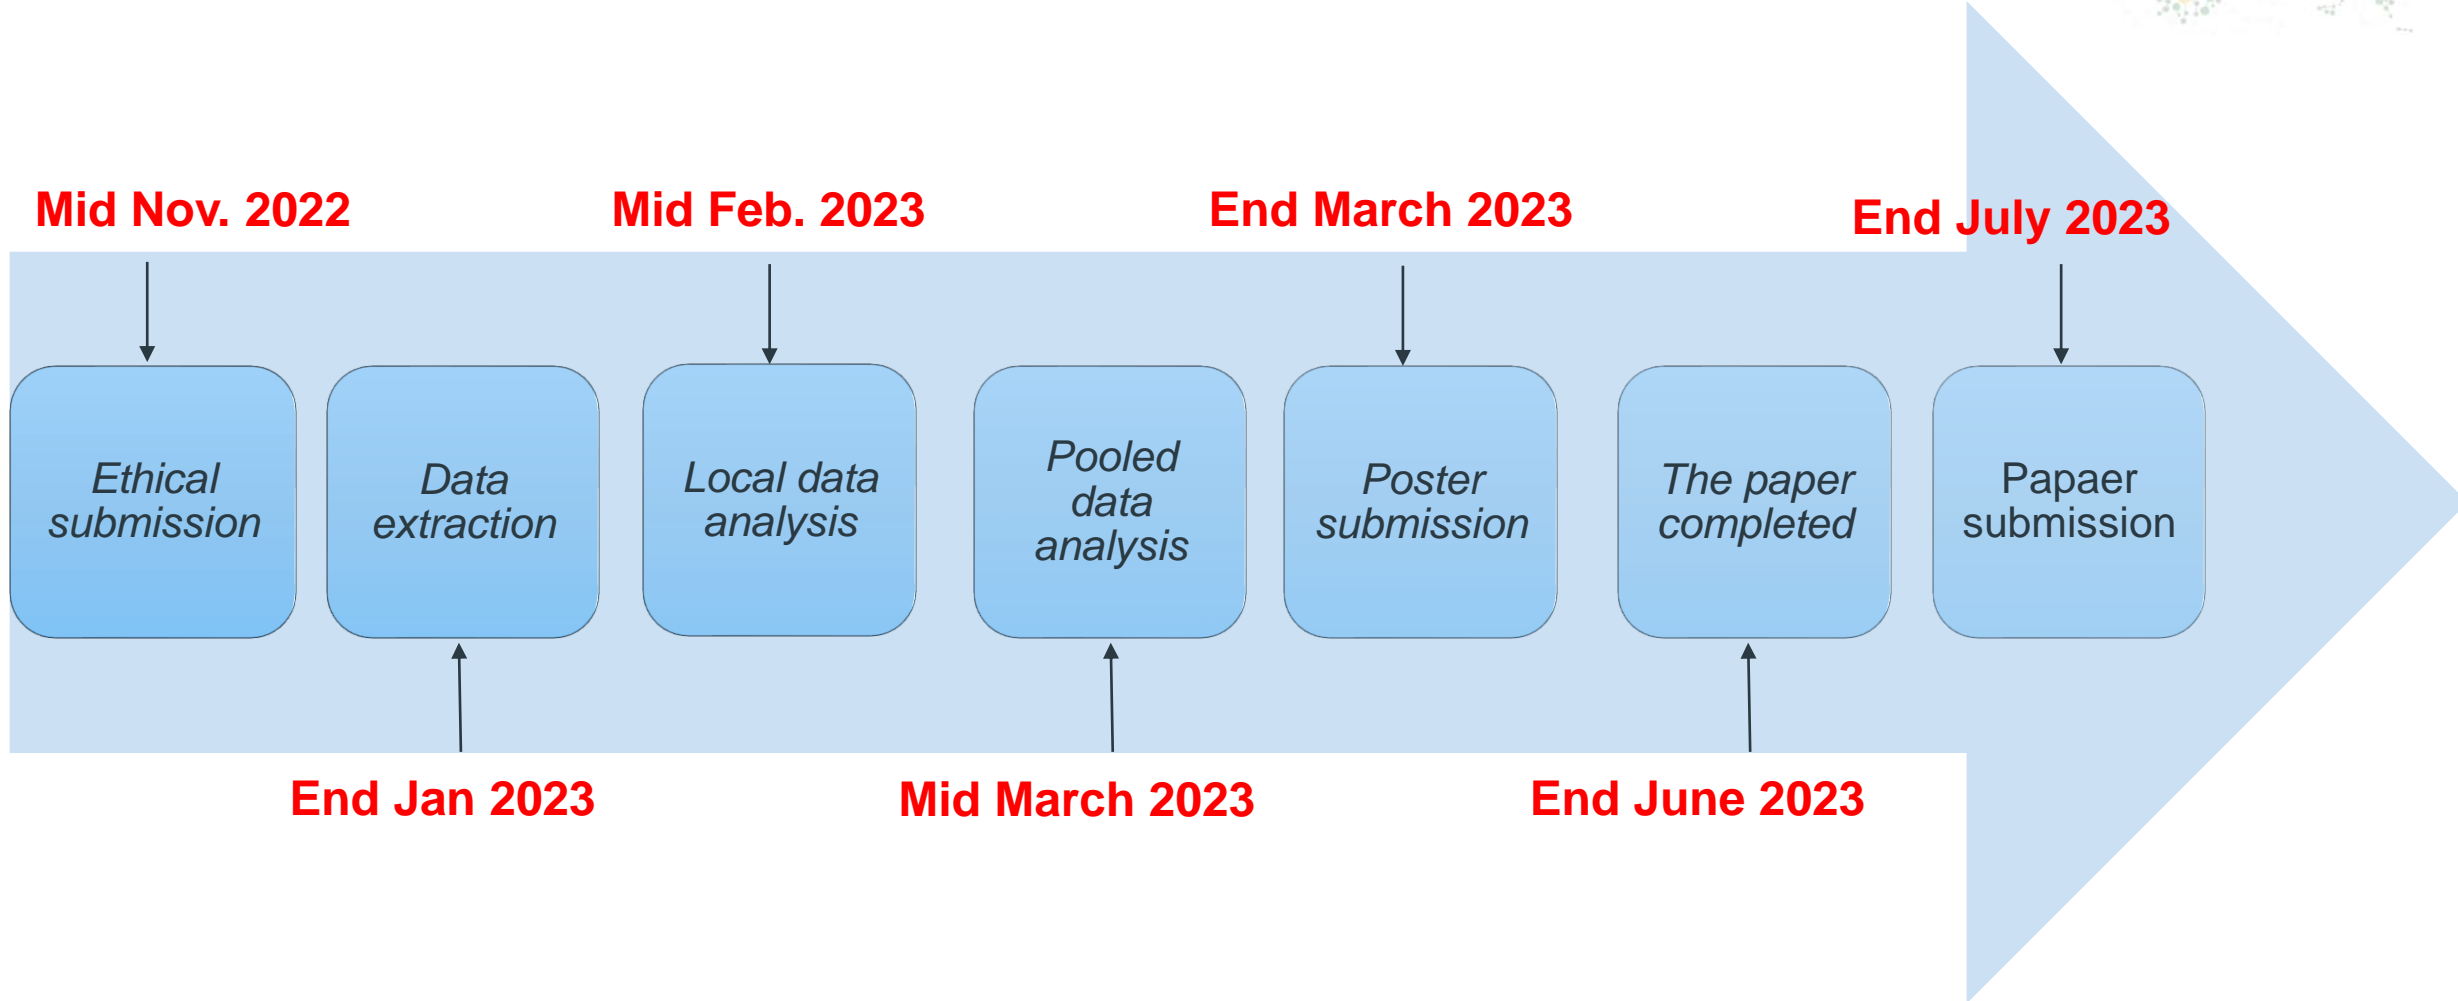 Mid Nov. 2022
Mid Feb. 2023
End March 2023
End July 2023
Ethical
submission
Data
extraction
Local data
analysis
Pooled
data
analysis
Poster
submission
The paper
completed
Papaer
submission
End Jan 2023
Mid March 2023
End June 2023